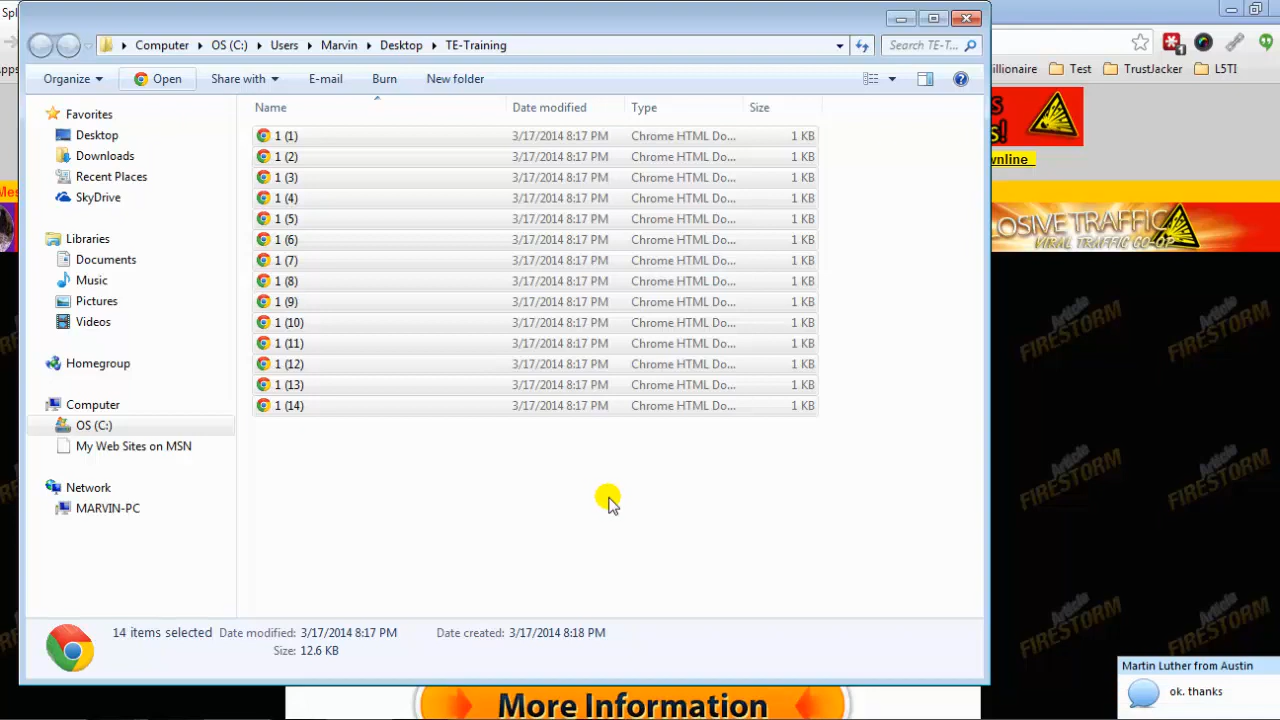 Spl
Computer OS (C:) Users Marvin Desktop TE-Training Search TE-T...
Organize Open Share with E-mail Burn New folder
Apps
illionaire Test TrustJacker L5TI
Name Date modified Type Size
Favorites
Desktop
Downloads
Recent Places
SkyDrive
Libraries
Documents
Music
Pictures
Videos
Homegroup
Computer
OS (C:)
My Web Sites on MSN
Network
MARVIN-PC
1 (1) 3/17/2014 8:17 PM Chrome HTML Do... 1 KB
1 (2) 3/17/2014 8:17 PM Chrome HTML Do... 1 KB
1 (3) 3/17/2014 8:17 PM Chrome HTML Do... 1 KB
1 (4) 3/17/2014 8:17 PM Chrome HTML Do... 1 KB
1 (5) 3/17/2014 8:17 PM Chrome HTML Do... 1 KB
1 (6) 3/17/2014 8:17 PM Chrome HTML Do... 1 KB
1 (7) 3/17/2014 8:17 PM Chrome HTML Do... 1 KB
1 (8) 3/17/2014 8:17 PM Chrome HTML Do... 1 KB
1 (9) 3/17/2014 8:17 PM Chrome HTML Do... 1 KB
1 (10) 3/17/2014 8:17 PM Chrome HTML Do... 1 KB
1 (11) 3/17/2014 8:17 PM Chrome HTML Do... 1 KB
1 (12) 3/17/2014 8:17 PM Chrome HTML Do... 1 KB
1 (13) 3/17/2014 8:17 PM Chrome HTML Do... 1 KB
1 (14) 3/17/2014 8:17 PM Chrome HTML Do... 1 KB
14 items selected Date modified: 3/17/2014 8:17 PM Date created: 3/17/2014 8:18 PM
Size: 12.6 KB
s!
wnline
Mes
OSIVE TRAFFIC
VIRAL TRAFFIC CO-OP
Article Article
FIRESTORM FIRESTORM
Article Article
FIRESTORM FIRESTORM
Article Article
FIRESTORM FIRESTORM
Martin Luther from Austin
ok. thanks
More Information